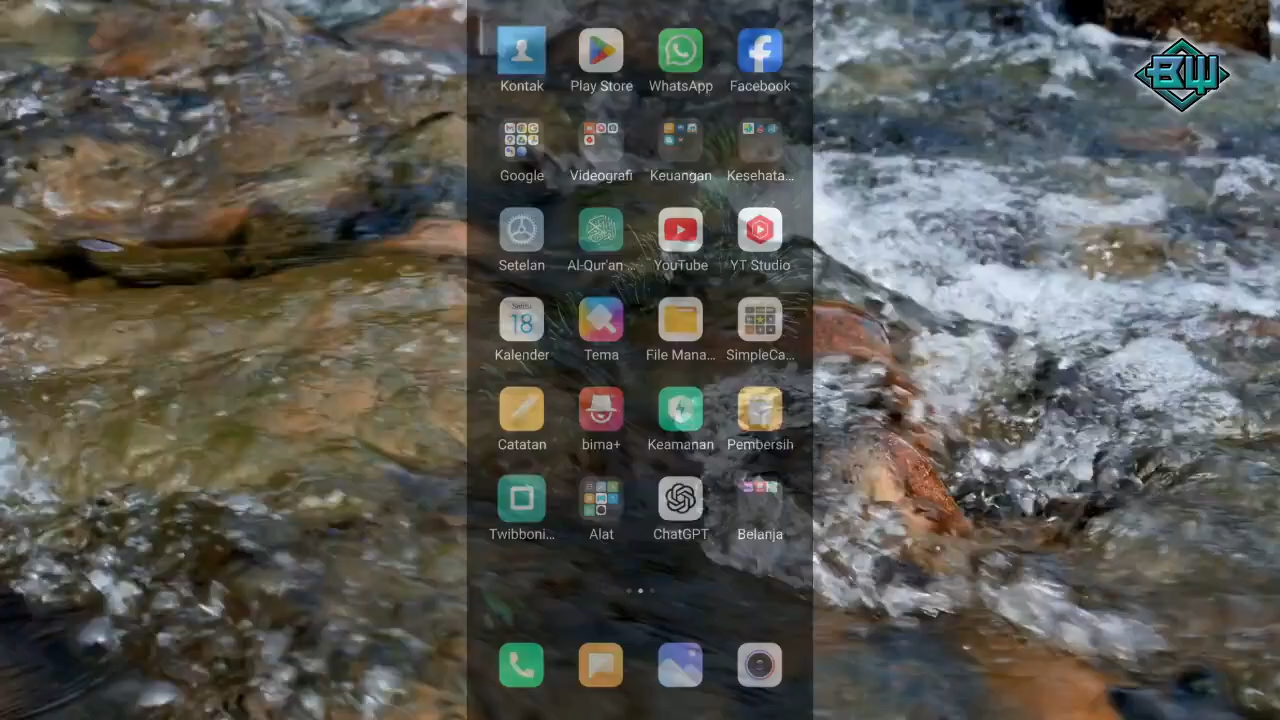 BW
Kontak
Play Store
WhatsApp
Facebook
Google
Videografi
Keuangan
Kesehata...
Setelan
Al-Qur'an ...
YouTube
YT Studio
18
Kalender
Tema
File Mana...
SimpleCa...
Catatan
bima+
Keamanan
Pembersih
Twibboni...
Alat
ChatGPT
Belanja